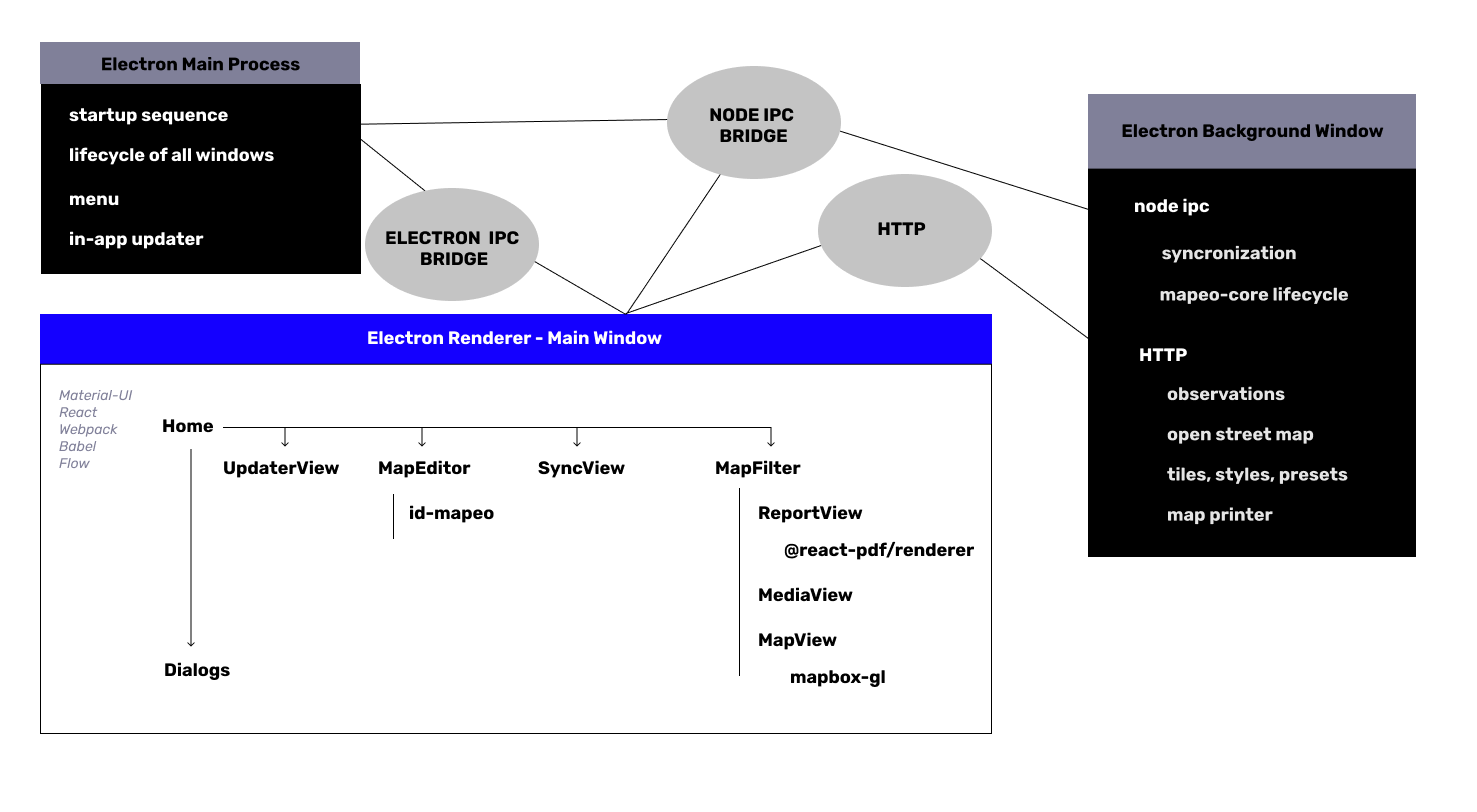 Electron Main Process
startup sequence
lifecycle of all windows
menu
in-app updater
NODE IPC
BRIDGE
ELECTRON IPC
BRIDGE
HTTP
Electron Background Window
node ipc
syncronization
mapeo-core lifecycle
HTTP
observations
open street map
tiles, styles, presets
map printer
Electron Renderer - Main Window
Material-UI
React
Webpack
Babel
Flow
Home
UpdaterView
MapEditor
id-mapeo
SyncView
MapFilter
ReportView
@react-pdf/renderer
MediaView
MapView
mapbox-gl
Dialogs